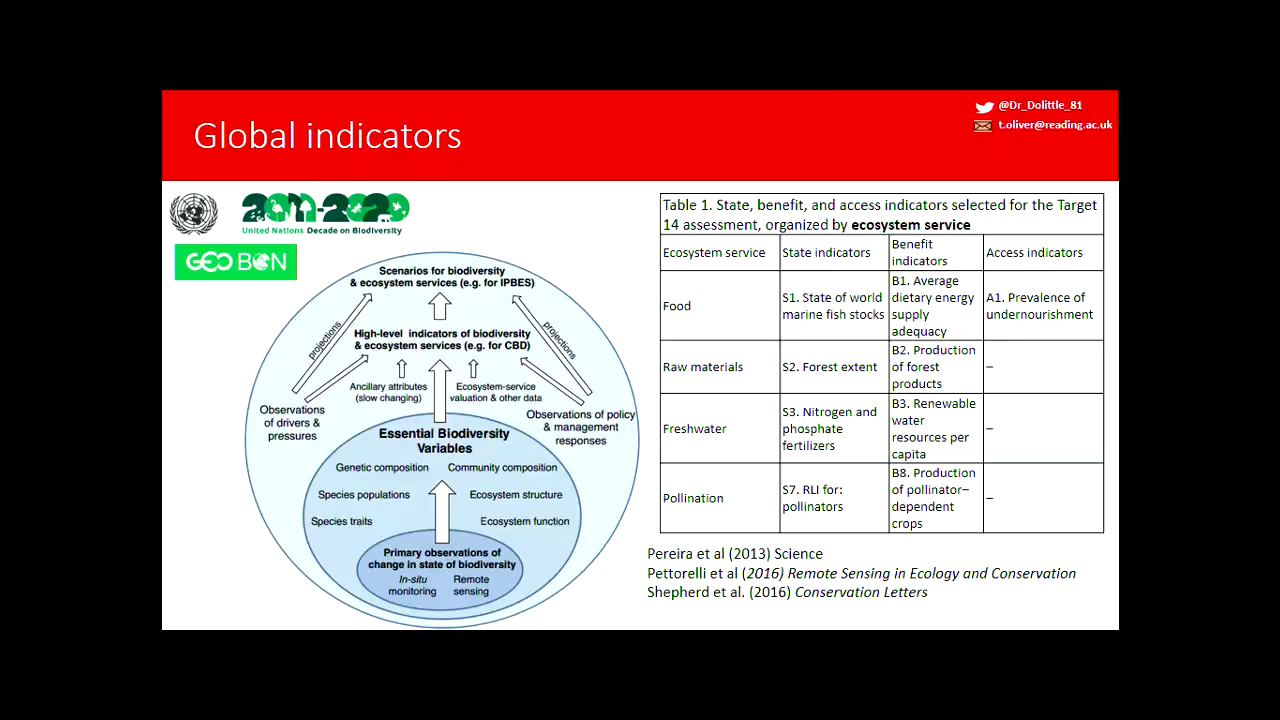 @Dr_Dolittle_81
t.oliver@reading.ac.uk
Global indicators
2011-2020
United Nations Decade on Biodiversity
GEO BON
Scenarios for biodiversity
& ecosystem services (e.g. for IPBES)
projections
projections
High-level indicators of biodiversity
& ecosystem services (e.g. for CBD)
Ancillary attributes
(slow changing)
Ecosystem-service
valuation & other data
Observations
of drivers &
pressures
Observations of policy
& management
responses
Essential Biodiversity
Variables
Genetic composition
Community composition
Species populations
Ecosystem structure
Species traits
Ecosystem function
Primary observations of
change in state of biodiversity
In-situ
monitoring
Remote
sensing
Table 1. State, benefit, and access indicators selected for the Target
14 assessment, organized by ecosystem service
Ecosystem service
State indicators
Benefit
indicators
Access indicators
Food
S1. State of world
marine fish stocks
B1. Average
dietary energy
supply
adequacy
A1. Prevalence of
undernourishment
Raw materials
S2. Forest extent
B2. Production
of forest
products
–
Freshwater
S3. Nitrogen and
phosphate
fertilizers
B3. Renewable
water
resources per
capita
–
Pollination
S7. RLI for:
pollinators
B8. Production
of pollinator–
dependent
crops
–
Pereira et al (2013) Science
Pettorelli et al (2016) Remote Sensing in Ecology and Conservation
Shepherd et al. (2016) Conservation Letters